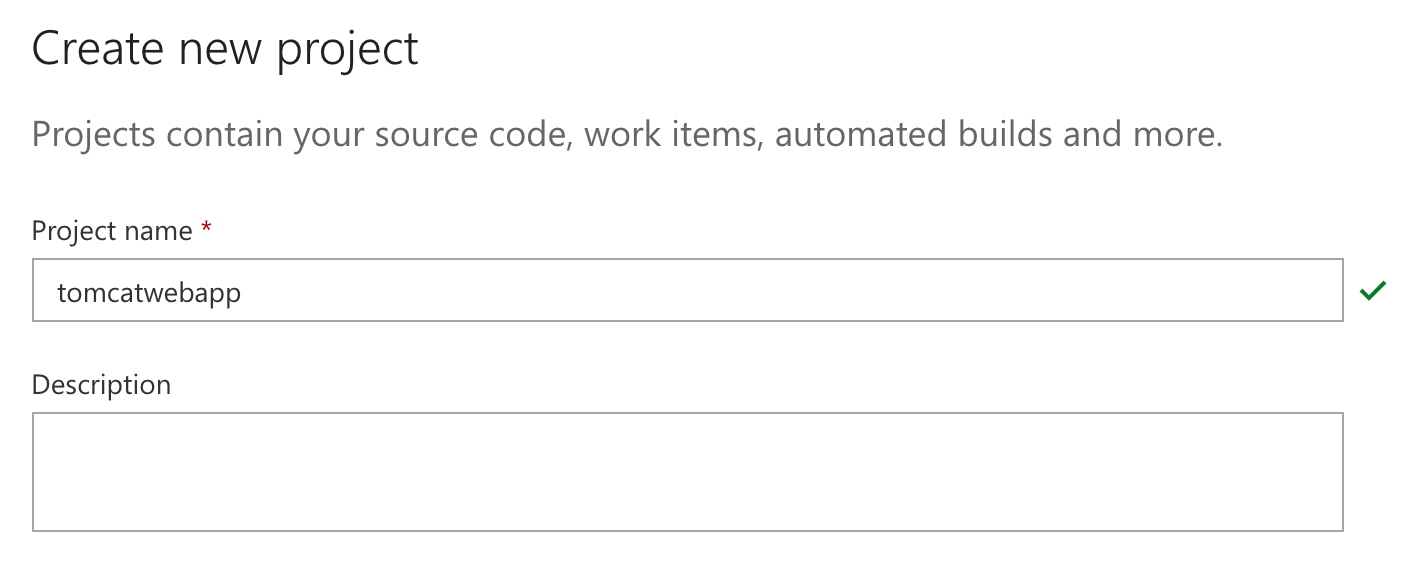 Create new project
Projects contain your source code, work items, automated builds and more.
Project name *
tomcatwebapp
Description